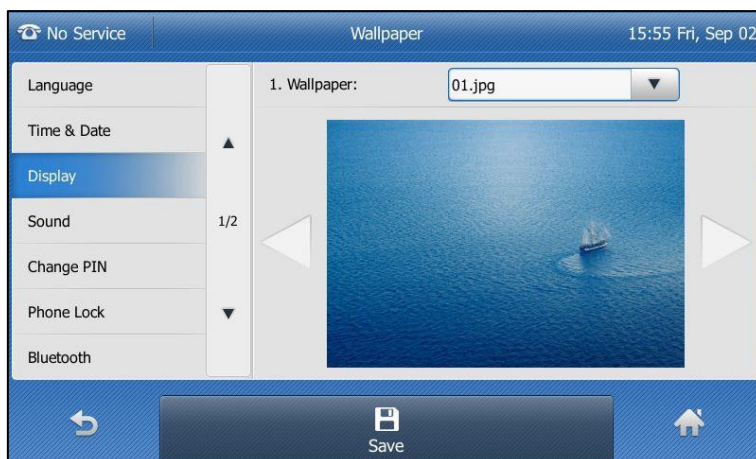 No Service
Wallpaper
15:55 Fri, Sep 02
Language
Time & Date
Display
Sound
Change PIN
Phone Lock
Bluetooth
1/2
1. Wallpaper:
01.jpg
Save